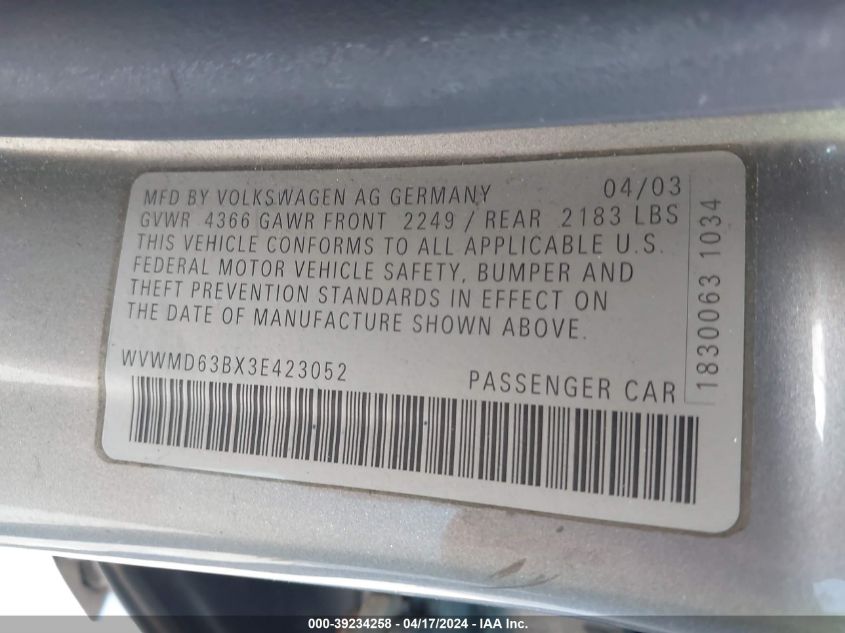 MFD BY VOLKSWAGEN AG GERMANY 04/03
GVWR 4366 GAWR FRONT 2249 / REAR 2183 LBS
THIS VEHICLE CONFORMS TO ALL APPLICABLE U.S.
FEDERAL MOTOR VEHICLE SAFETY, BUMPER AND
THEFT PREVENTION STANDARDS IN EFFECT ON
THE DATE OF MANUFACTURE SHOWN ABOVE.
WVWMD63BX3E423052 PASSENGER CAR
1830063 1034
000-39234258 - 04/17/2024 - IAA Inc.